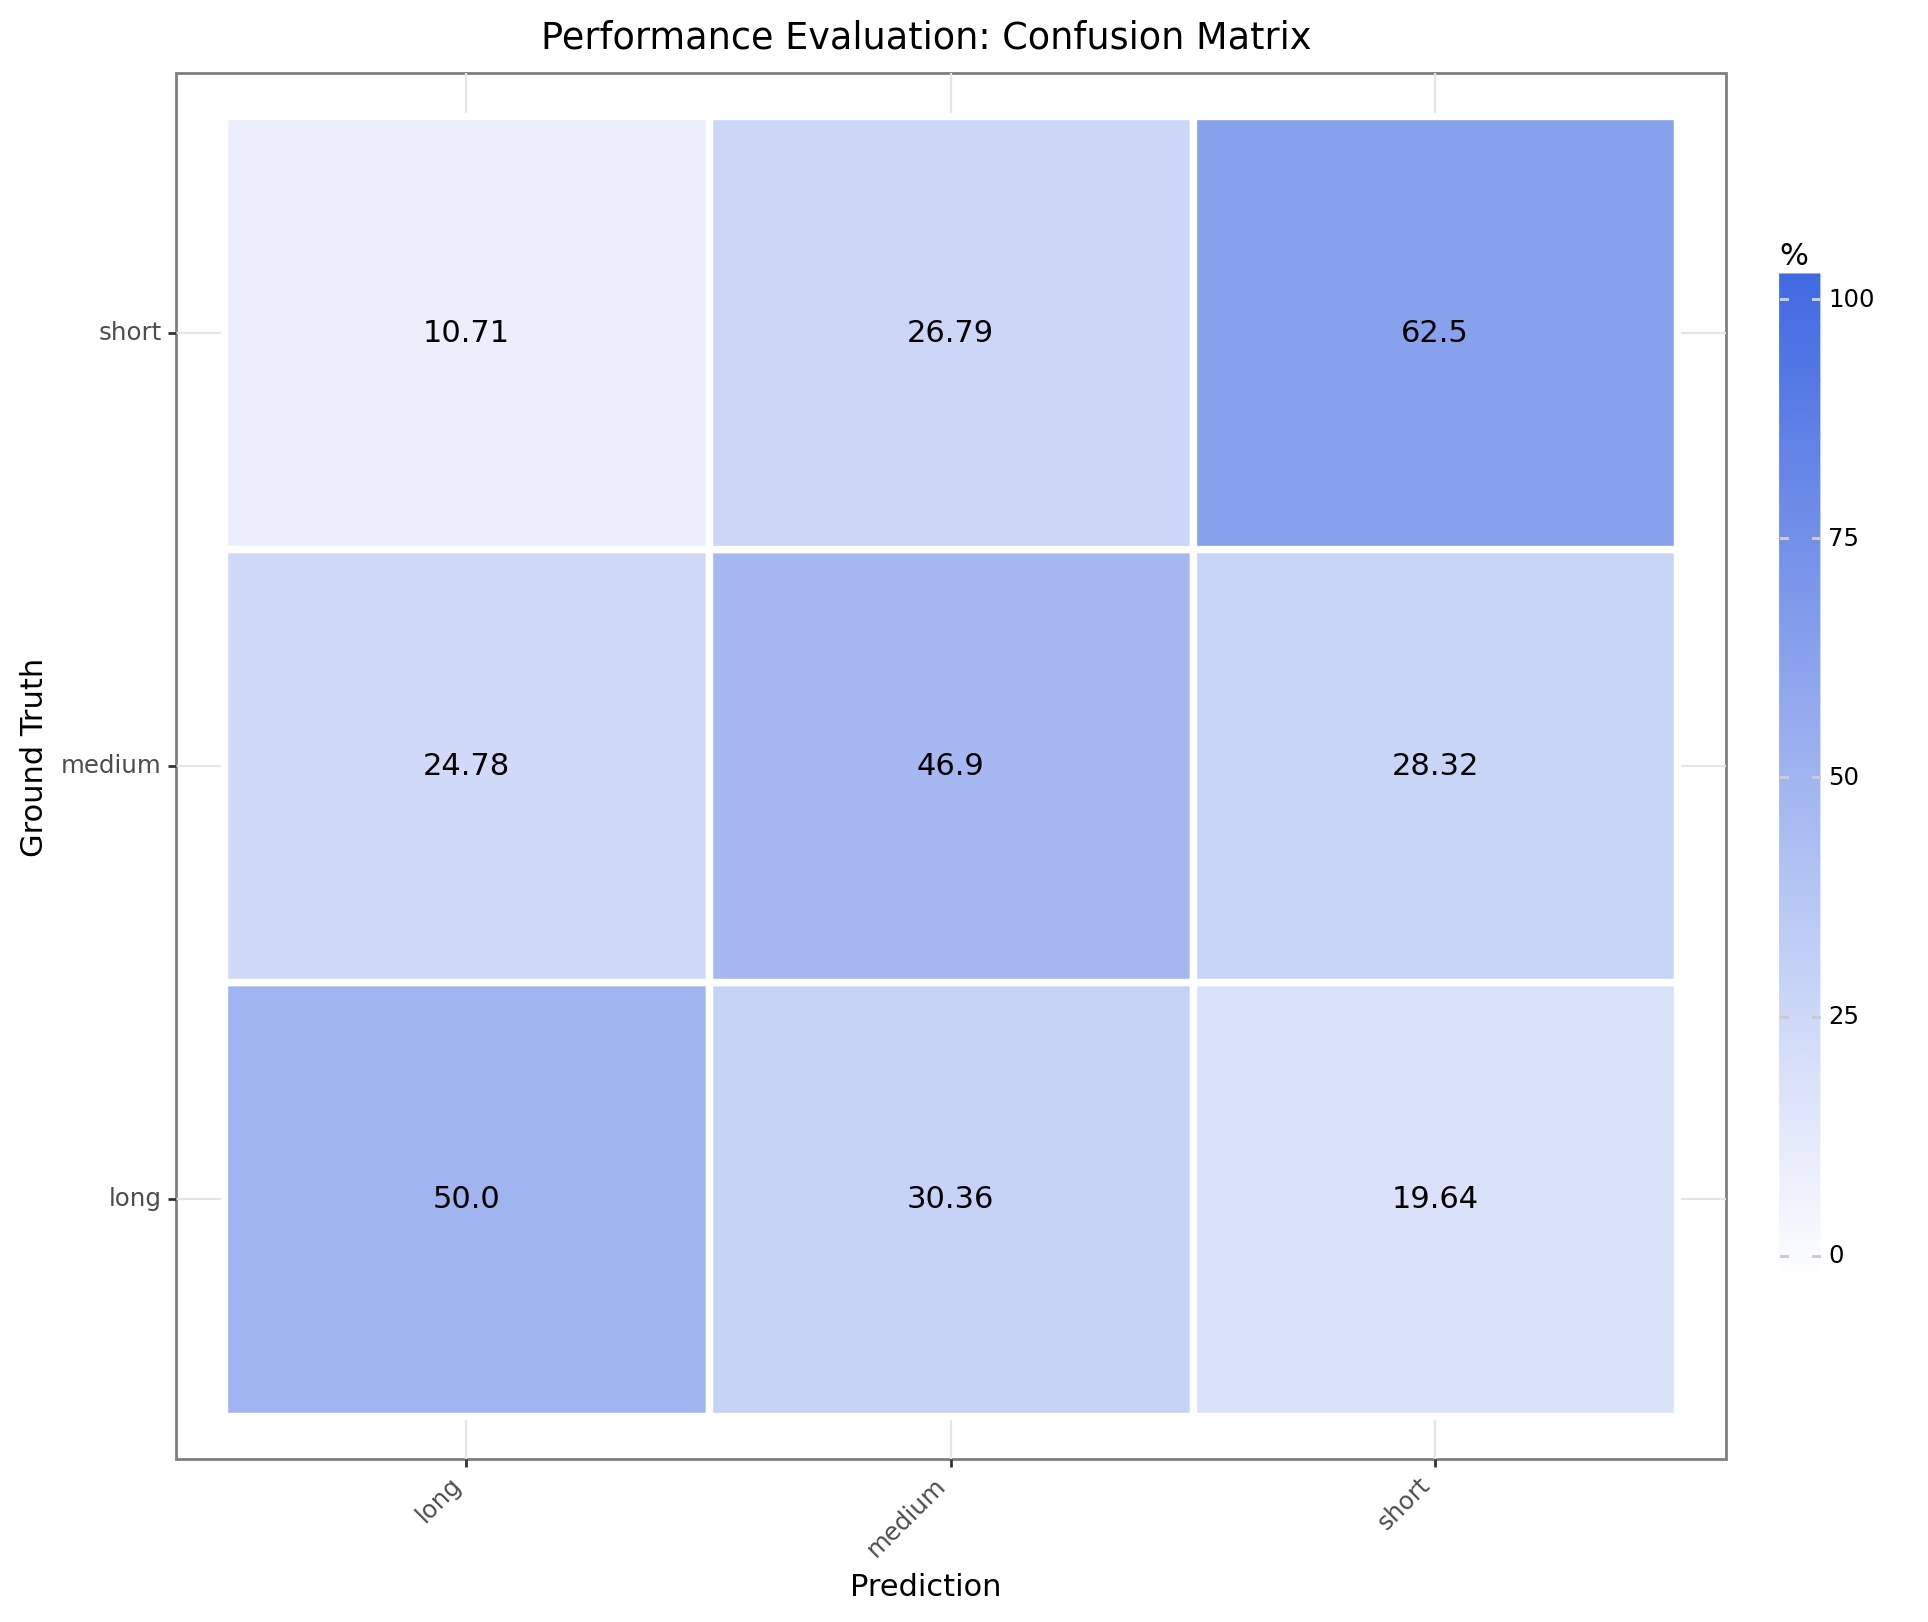 Performance Evaluation: Confusion Matrix
%
100
75
50
25
0
Ground Truth
short
10.71
26.79
62.5
medium
24.78
46.9
28.32
long
50.0
30.36
19.64
long
medium
short
Prediction